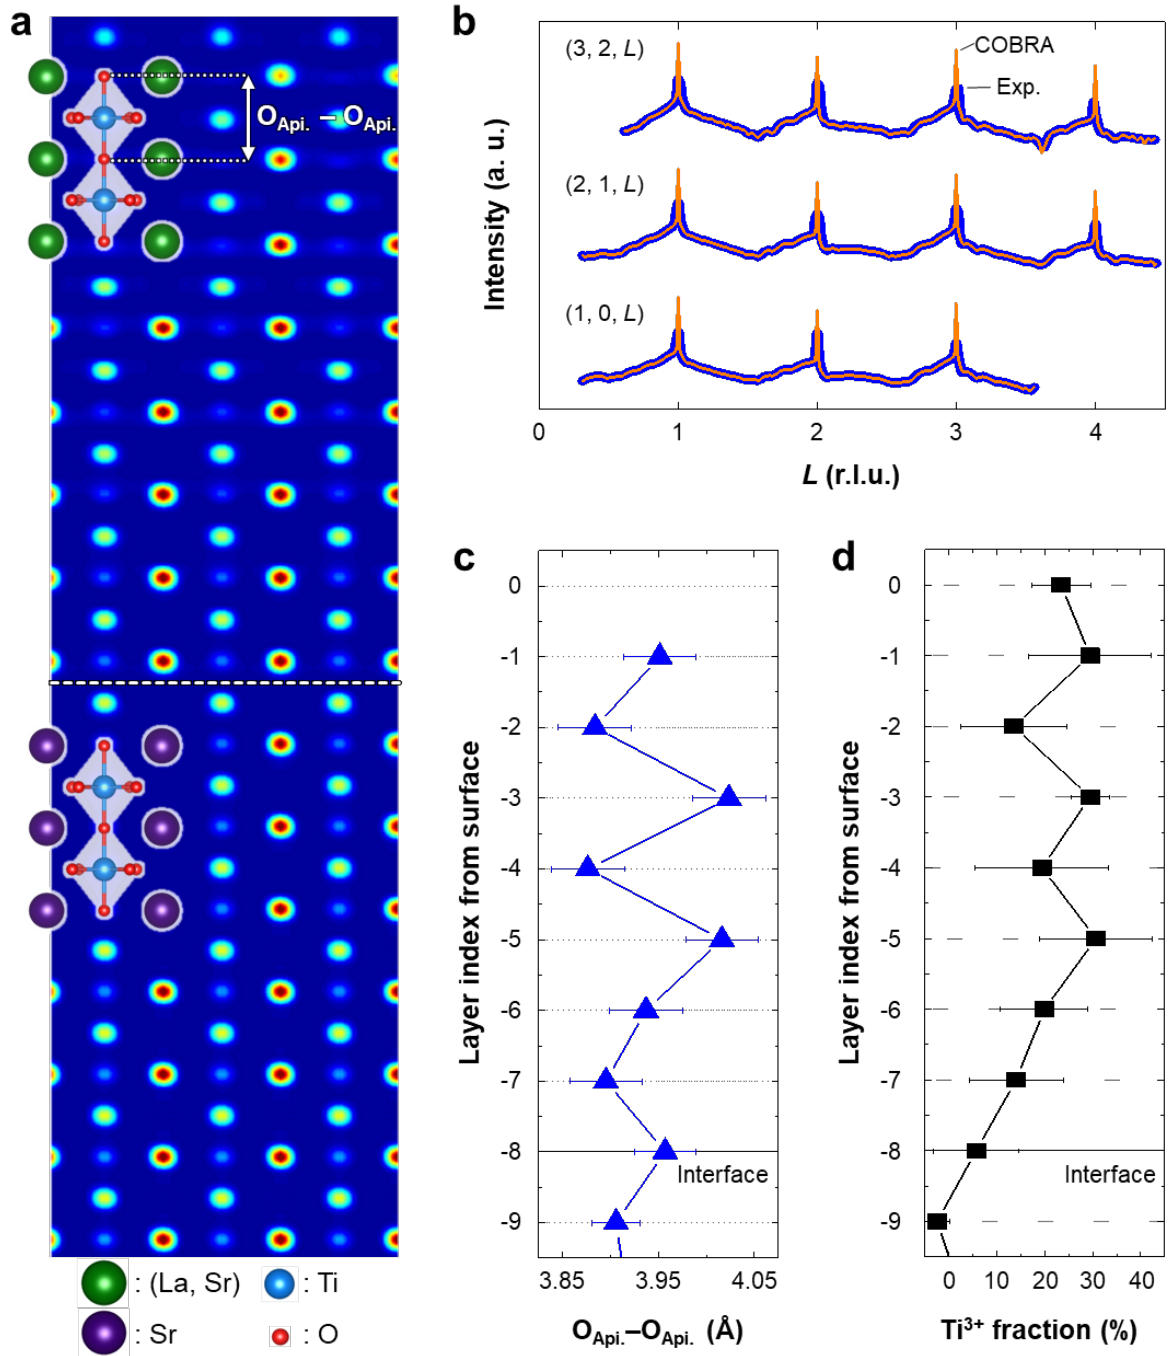 a
O_Api. – O_Api.
: (La, Sr)
: Ti
: Sr
: O
b
(3, 2, L)
COBRA
Exp.
(2, 1, L)
(1, 0, L)
Intensity (a. u.)
0 1 2 3 4
L (r.l.u.)
c
0
-1
-2
-3
-4
-5
-6
-7
-8
Interface
-9
Layer index from surface
3.85 3.95 4.05
O_Api.–O_Api. (Å)
d
0
-1
-2
-3
-4
-5
-6
-7
-8
Interface
-9
Layer index from surface
0 10 20 30 40
Ti³⁺ fraction (%)